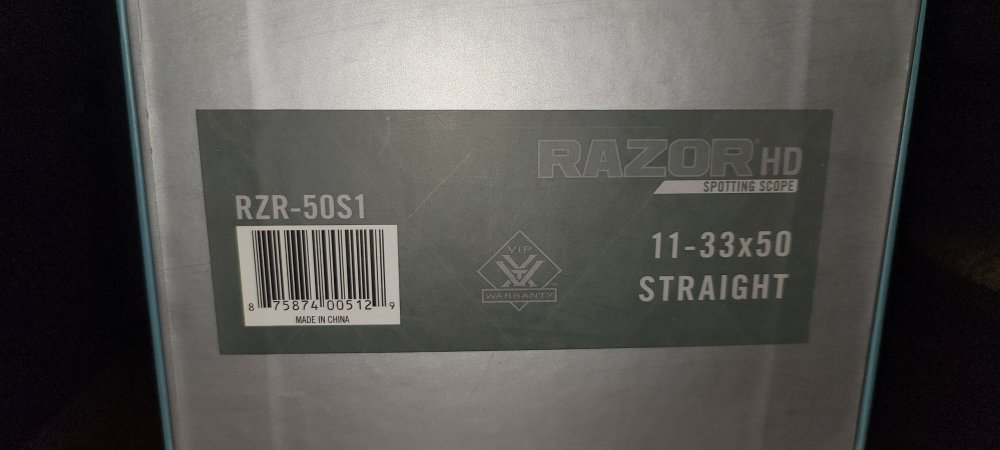 RAZOR HD
SPOTTING SCOPE
RZR-50S1
11-33x50
STRAIGHT
VIP
WARRANTY
8 75874 00512 9
MADE IN CHINA